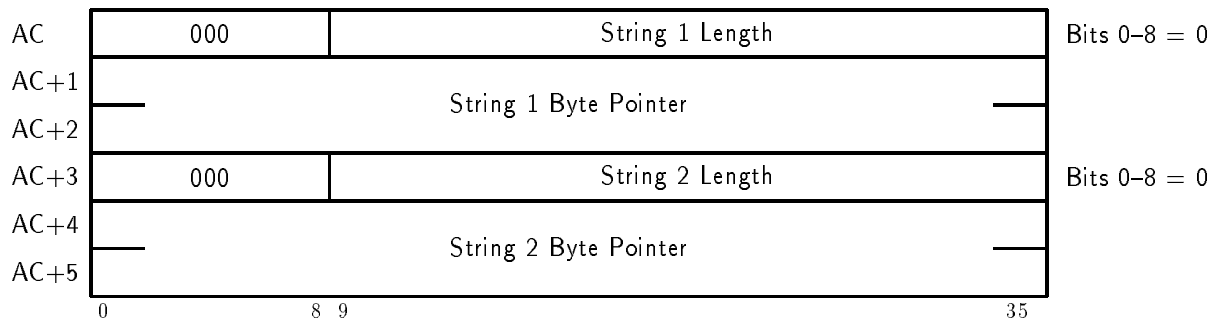 AC 000 String 1 Length Bits 0–8 = 0
AC+1
String 1 Byte Pointer
AC+2
AC+3 000 String 2 Length Bits 0–8 = 0
AC+4
String 2 Byte Pointer
AC+5
0 8 9 35